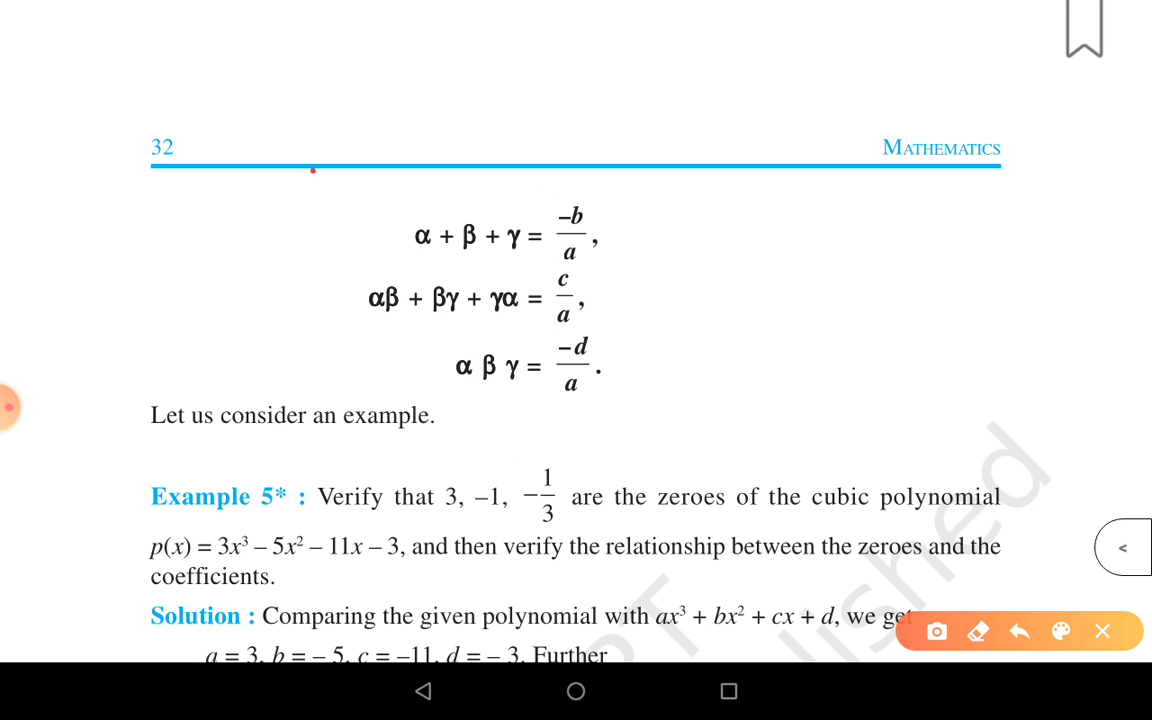 32 MATHEMATICS
α + β + γ = –b/a ,
αβ + βγ + γα = c/a ,
α β γ = –d/a .
Let us consider an example.
Example 5* : Verify that 3, –1, –1/3 are the zeroes of the cubic polynomial
p(x) = 3x³ – 5x² – 11x – 3, and then verify the relationship between the zeroes and the
coefficients.
Solution : Comparing the given polynomial with ax³ + bx² + cx + d, we get
a = 3, b = – 5, c = –11, d = – 3. Further